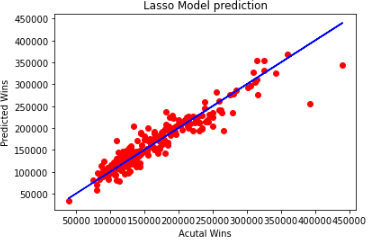 Lasso Model prediction
450000
400000
350000
300000
250000
200000
150000
100000
50000
Predicted Wins
50000 100000 150000 200000 250000 300000 350000 400000 450000
Acutal Wins